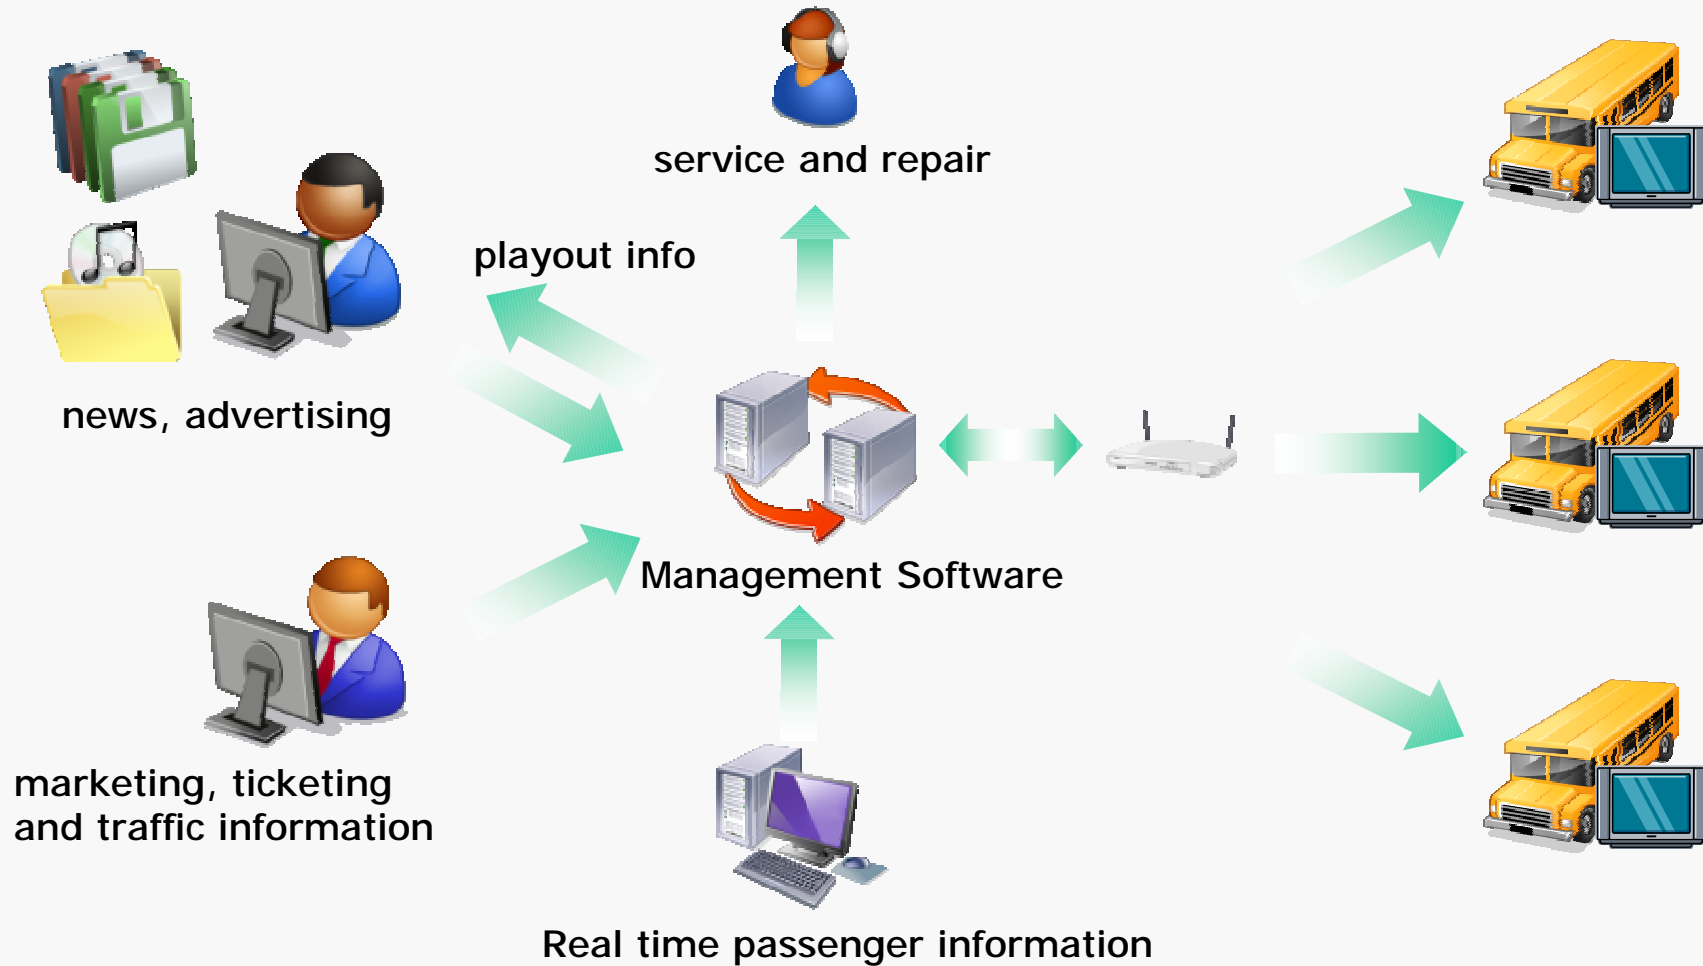 service and repair
playout info
news, advertising
Management Software
marketing, ticketing
and traffic information
Real time passenger information